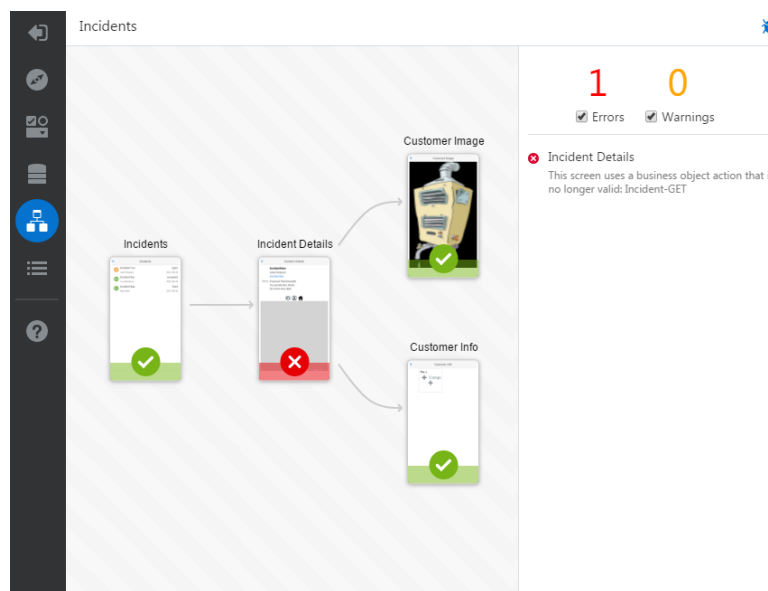 Incidents
1
0
Errors
Warnings
Incident Details
This screen uses a business object action that i
no longer valid: Incident-GET
Customer Image
Incidents
Incident Details
Customer Info